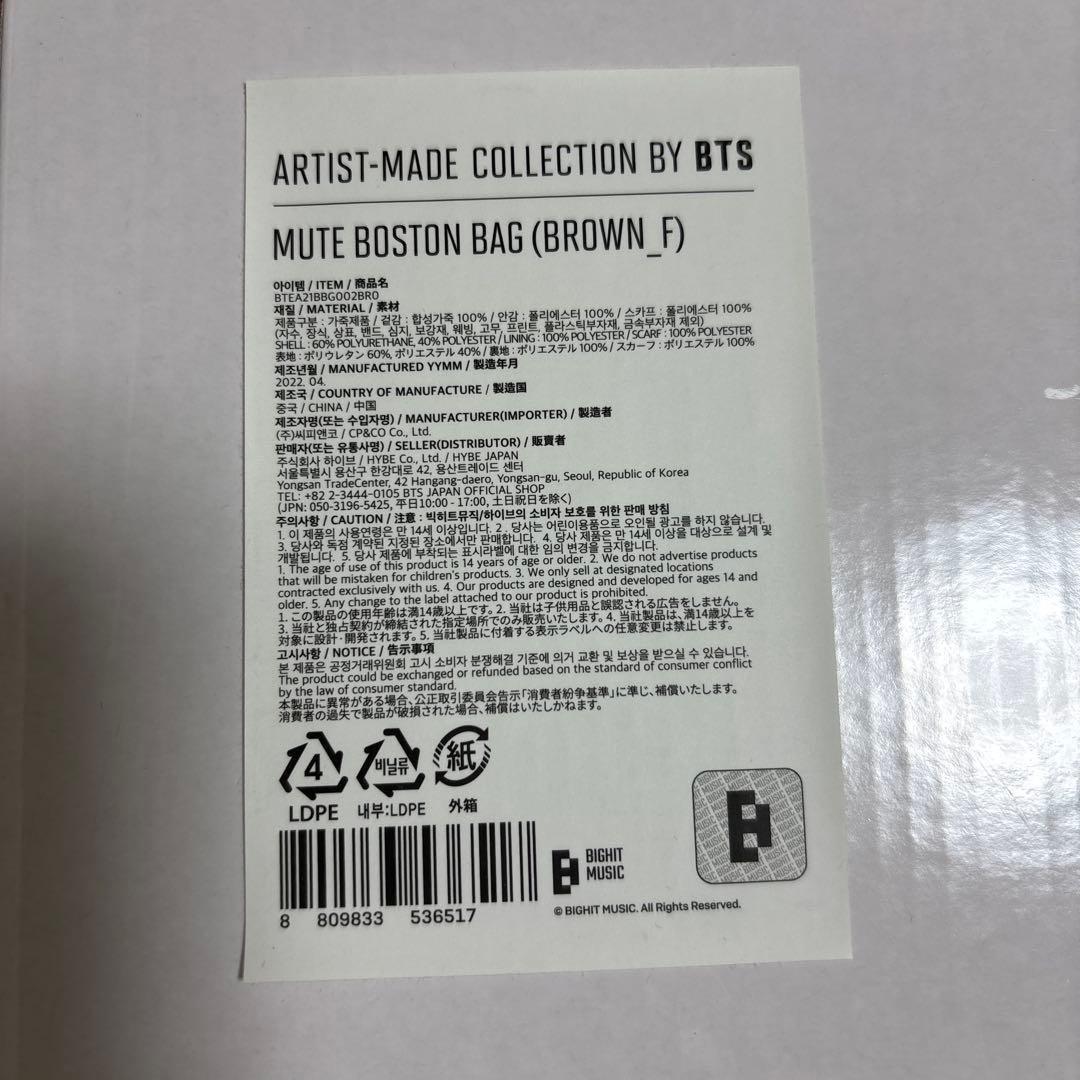 ARTIST-MADE COLLECTION BY BTS
MUTE BOSTON BAG (BROWN_F)
아이템 / ITEM / 商品名
BTEA21BBG002BR0
재질 / MATERIAL / 素材
제품구분 : 가죽제품 / 겉감 : 합성가죽 100% / 안감 : 폴리에스터 100% / 스카프 : 폴리에스터 100%
(자수, 장식, 상표, 밴드, 심지, 보강재, 웨빙, 고무, 프린트, 플라스틱부자재, 금속부자재 제외)
SHELL : 60% POLYURETHANE, 40% POLYESTER / LINING : 100% POLYESTER / SCARF : 100% POLYESTER
表地 : ポリウレタン 60%, ポリエステル 40% / 裏地 : ポリエステル 100% / スカーフ : ポリエステル 100%
제조년월 / MANUFACTURED YYMM / 製造年月
2022. 04.
제조국 / COUNTRY OF MANUFACTURE / 製造国
중국 / CHINA / 中国
제조자명(또는 수입자명) / MANUFACTURER(IMPORTER) / 製造者
(주)씨피앤코 / CP&CO Co., Ltd.
판매자(또는 유통사명) / SELLER(DISTRIBUTOR) / 販賣者
주식회사 하이브 / HYBE Co., Ltd. / HYBE JAPAN
서울특별시 용산구 한강대로 42, 용산트레이드 센터
Yongsan TradeCenter, 42 Hangang-daero, Yongsan-gu, Seoul, Republic of Korea
TEL: +82 2-3444-0105 BTS JAPAN OFFICIAL SHOP
(JPN: 050-3196-5425, 平日10:00 - 17:00, 土日祝日を除く)
주의사항 / CAUTION / 注意 : 빅히트뮤직/하이브의 소비자 보호를 위한 판매 방침
1. 이 제품의 사용연령은 만 14세 이상입니다. 2. 당사는 어린이용품으로 오인될 광고를 하지 않습니다.
3. 당사와 독점 계약된 지정된 장소에서만 판매합니다. 4. 당사 제품은 만 14세 이상을 대상으로 설계 및
개발됩니다. 5. 당사 제품에 부착되는 표시라벨에 대한 임의 변경을 금지합니다.
1. The age of use of this product is 14 years of age or older. 2. We do not advertise products
that will be mistaken for children's products. 3. We only sell at designated locations
contracted exclusively with us. 4. Our products are designed and developed for ages 14 and
older. 5. Any change to the label attached to our product is prohibited.
1. この製品の使用年齢は満14歳以上です。2. 当社は子供用品と誤認される広告をしません。
3. 当社と独占契約が締結された指定場所でのみ販売いたします。4. 当社製品は、満14歳以上を
対象に設計・開発されます。5. 当社製品に付着する表示ラベルへの任意変更は禁止します。
고시사항 / NOTICE / 告示事項
본 제품은 공정거래위원회 고시 소비자 분쟁해결 기준에 의거 교환 및 보상을 받으실 수 있습니다.
The product could be exchanged or refunded based on the standard of consumer conflict
by the law of consumer standard.
本製品に異常がある場合、公正取引委員会告示「消費者紛争基準」に準じ、補償いたします。
消費者の過失で製品が破損された場合、補償はいたしかねます。
4 비닐류 紙
LDPE 내부:LDPE 外箱
8 809833 536517
BIGHIT
MUSIC
© BIGHIT MUSIC. All Rights Reserved.